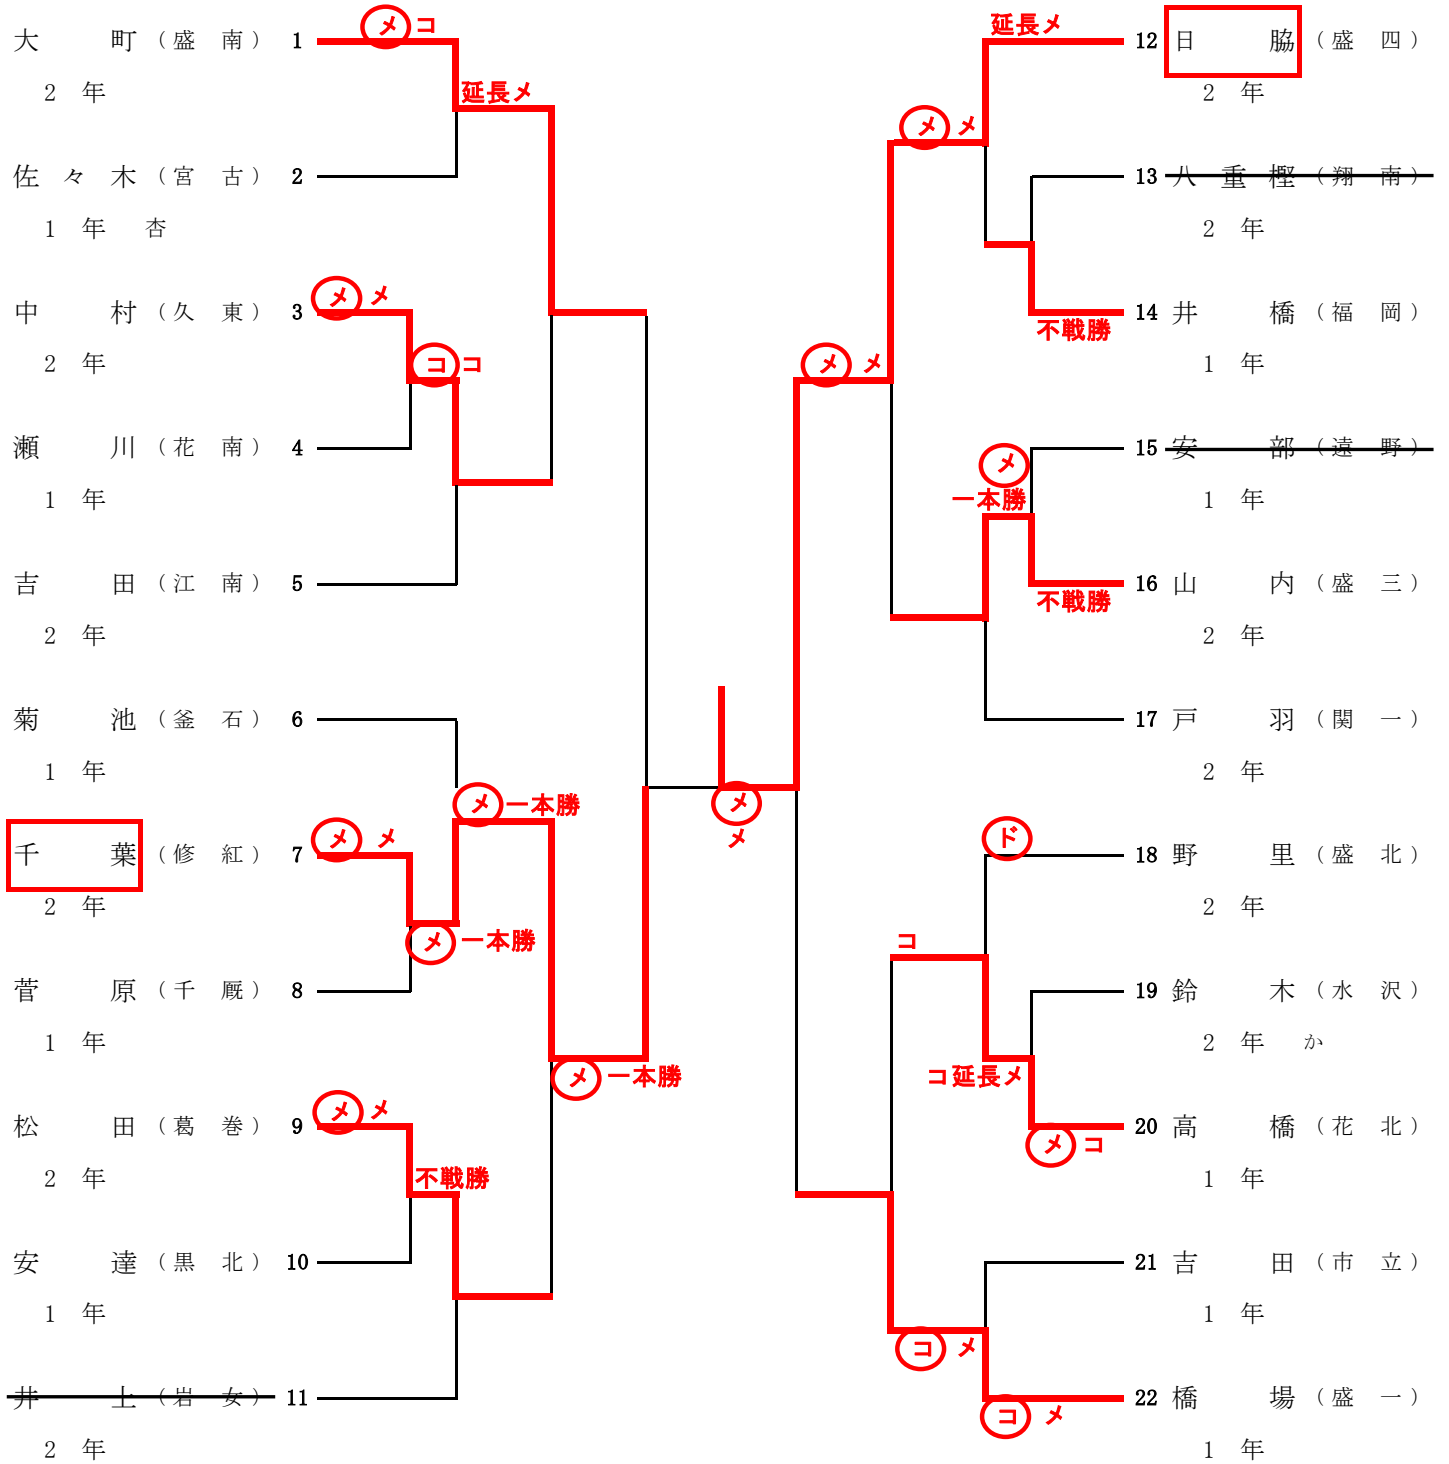 メコ
大町（盛南）1
2年
延長メ
佐々木（宮古）2
1年 杏
メメ
中村（久東）3
2年
ココ
瀬川（花南）4
1年
吉田（江南）5
2年
菊池（釜石）6
1年
メ一本勝
メメ
千葉（修紅）7
2年
メ一本勝
菅原（千厩）8
1年
メ一本勝
メメ
松田（葛巻）9
2年
不戦勝
安達（黒北）10
1年
井上（岩女）11
2年
メ
メ
延長メ
12 日脇（盛四）
2年
メメ
13 八重樫（翔南）
2年
14 井橋（福岡）
不戦勝
1年
メメ
15 安部（遠野）
メ
一本勝
1年
16 山内（盛三）
不戦勝
2年
17 戸羽（関一）
2年
ド
18 野里（盛北）
2年
コ
19 鈴木（水沢）
2年 か
コ延長メ
20 高橋（花北）
メコ
1年
21 吉田（市立）
1年
コメ
22 橋場（盛一）
コメ
1年